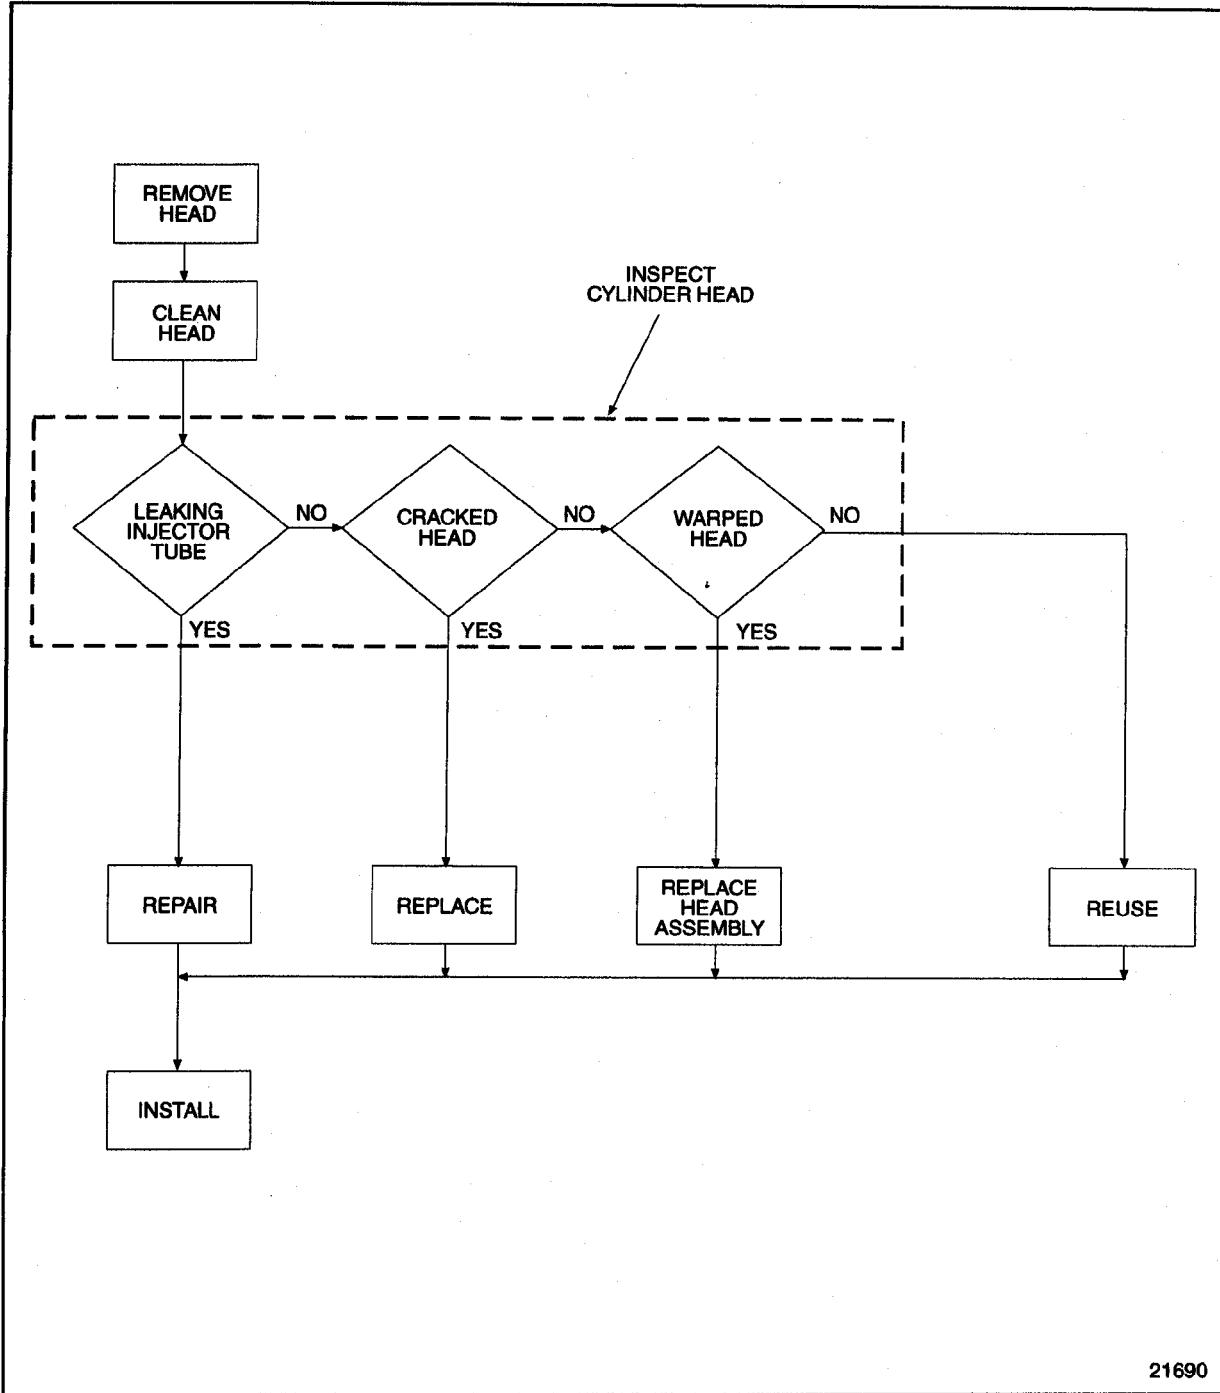 REMOVE
HEAD
CLEAN
HEAD
INSPECT
CYLINDER HEAD
LEAKING
INJECTOR
TUBE
NO
CRACKED
HEAD
NO
WARPED
HEAD
NO
YES
YES
YES
REPAIR
REPLACE
REPLACE
HEAD
ASSEMBLY
REUSE
INSTALL
21690